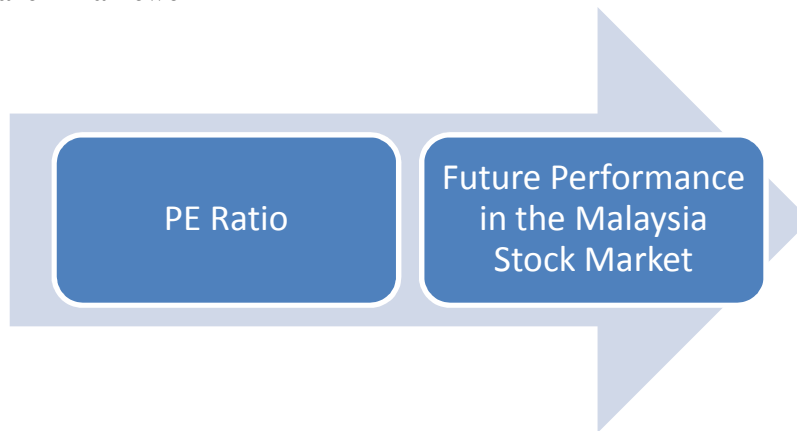 PE Ratio
Future Performance
in the Malaysia
Stock Market